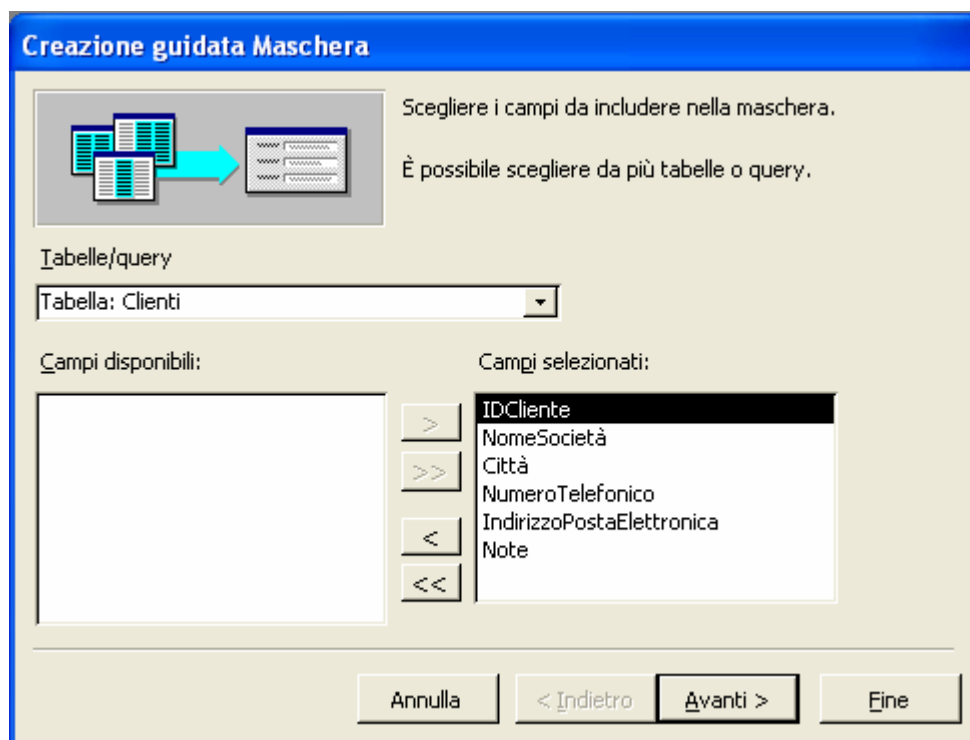 Creazione guidata Maschera
Scegliere i campi da includere nella maschera.
È possibile scegliere da più tabelle o query.
Tabelle/query
Tabella: Clienti
Campi disponibili:
Campi selezionati:
>
>>
<
<<
IDCliente
NomeSocietà
Città
NumeroTelefonico
IndirizzoPostaElettronica
Note
Annulla
< Indietro
Avanti >
Fine